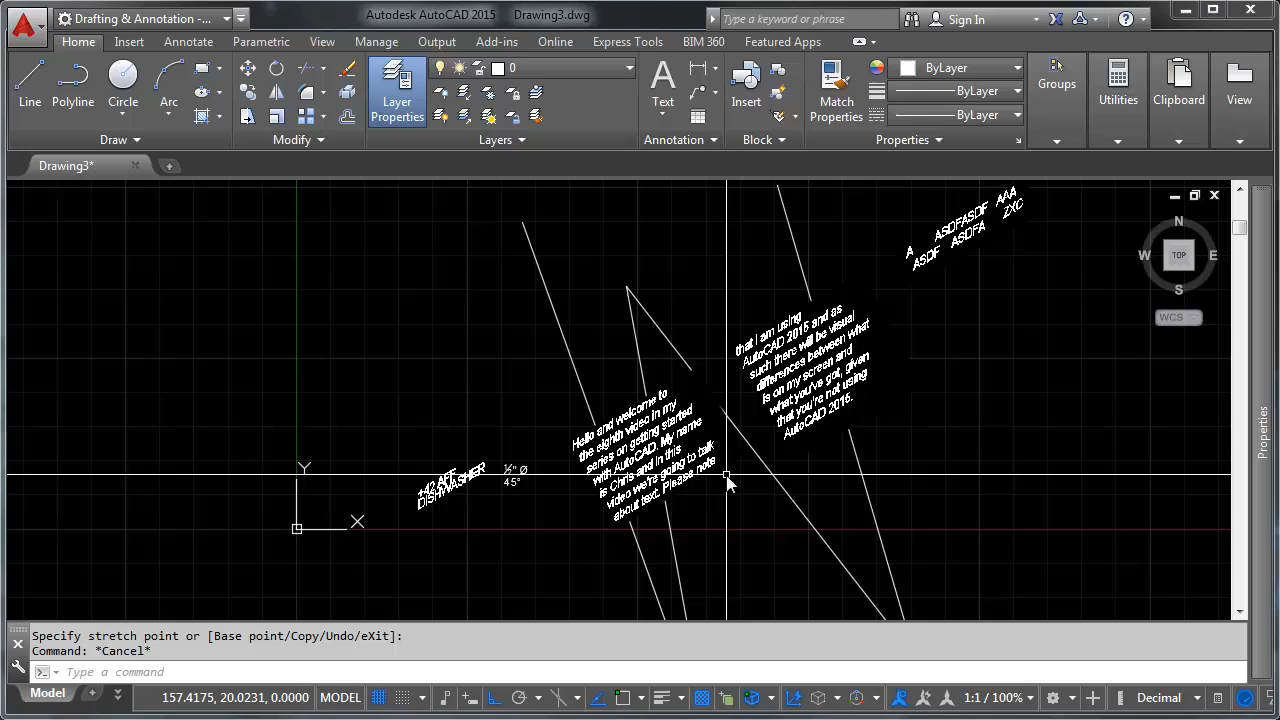 Drafting & Annotation -...
Autodesk AutoCAD 2015 Drawing3.dwg
Type a keyword or phrase
Sign In
Home Insert Annotate Parametric View Manage Output Add-ins Online Express Tools BIM 360 Featured Apps
Line Polyline Circle Arc
Layer Properties
0
Text
Insert
Match Properties
ByLayer
ByLayer
ByLayer
Groups
Utilities
Clipboard
View
Draw Modify Layers Annotation Block Properties
Drawing3*
A ASDFASDF AAA
ASDF ASDFA ZXC
N
W TOP E
S
WCS
that I am using
AutoCAD 2015 and as
such there will be visual
differences between what
is on my screen and
what you've got, given
that you're not using
AutoCAD 2015.
Hello and welcome to
the eighth video in my
series on getting started
with AutoCAD. My name
is Chris and in this
video we're going to talk
about text. Please note
+42 AFF
DISHWASHER
½" Ø
45°
Y
X
Properties
Specify stretch point or [Base point/Copy/Undo/eXit]:
Command: *Cancel*
Type a command
Model
157.4175, 20.0231, 0.0000 MODEL
1:1 / 100%
Decimal